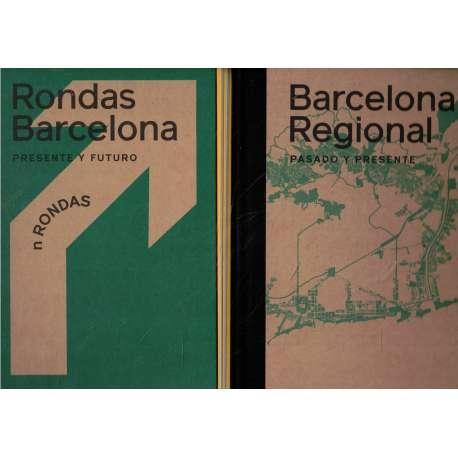 Rondas
Barcelona
PRESENTE Y FUTURO
n RONDAS
Barcelona
Regional
PASADO Y PRESENTE